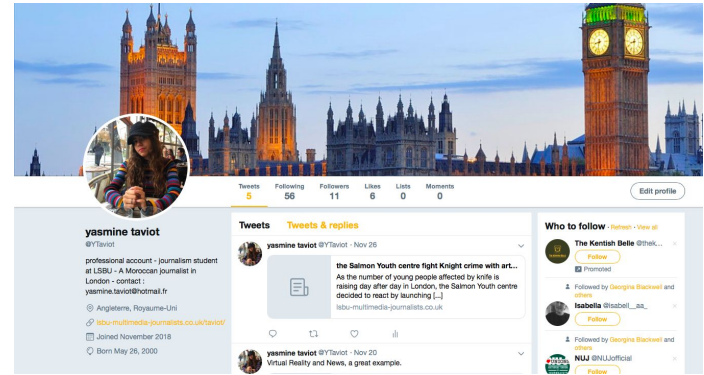 Tweets Following Followers Likes Lists Moments
5 56 11 6 0 0
Edit profile
yasmine taviot
@YTaviot
professional account - journalism student
at LSBU - A Moroccan journalist in
London - contact ;
yasmine.taviot@hotmail.fr
Angleterre, Royaume-Uni
lsbu-multimedia-journalists.co.uk/taviot/
Joined November 2018
Born May 26, 2000
Tweets Tweets & replies
yasmine taviot @YTaviot · Nov 26
the Salmon Youth centre fight Knight crime with art...
As the number of young people affected by knife is
raising day after day in London, the Salmon Youth centre
decided to react by launching [...]
lsbu-multimedia-journalists.co.uk
yasmine taviot @YTaviot · Nov 20
Virtual Reality and News, a great example.
Who to follow · Refresh · View all
The Kentish Belle @thek...
Follow
Promoted
Followed by Georgina Blackwell and
others
Isabella @isabell__aa_
Follow
Followed by Georgina Blackwell and
others
NUJ @NUJofficial
Follow